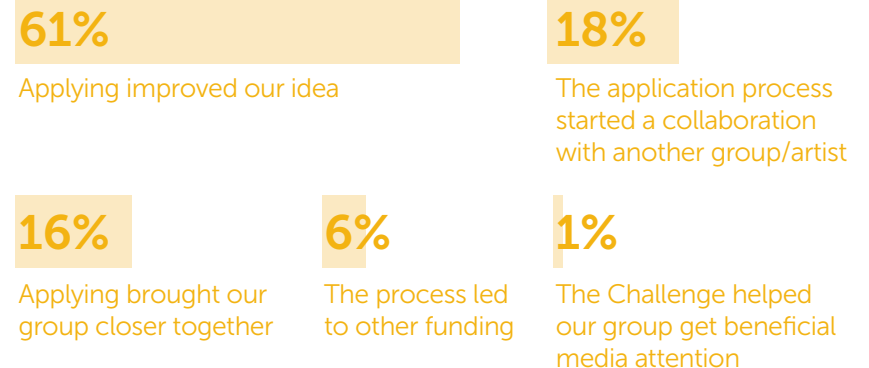 61%
Applying improved our idea
18%
The application process
started a collaboration
with another group/artist
16%
Applying brought our
group closer together
6%
The process led
to other funding
1%
The Challenge helped
our group get beneficial
media attention